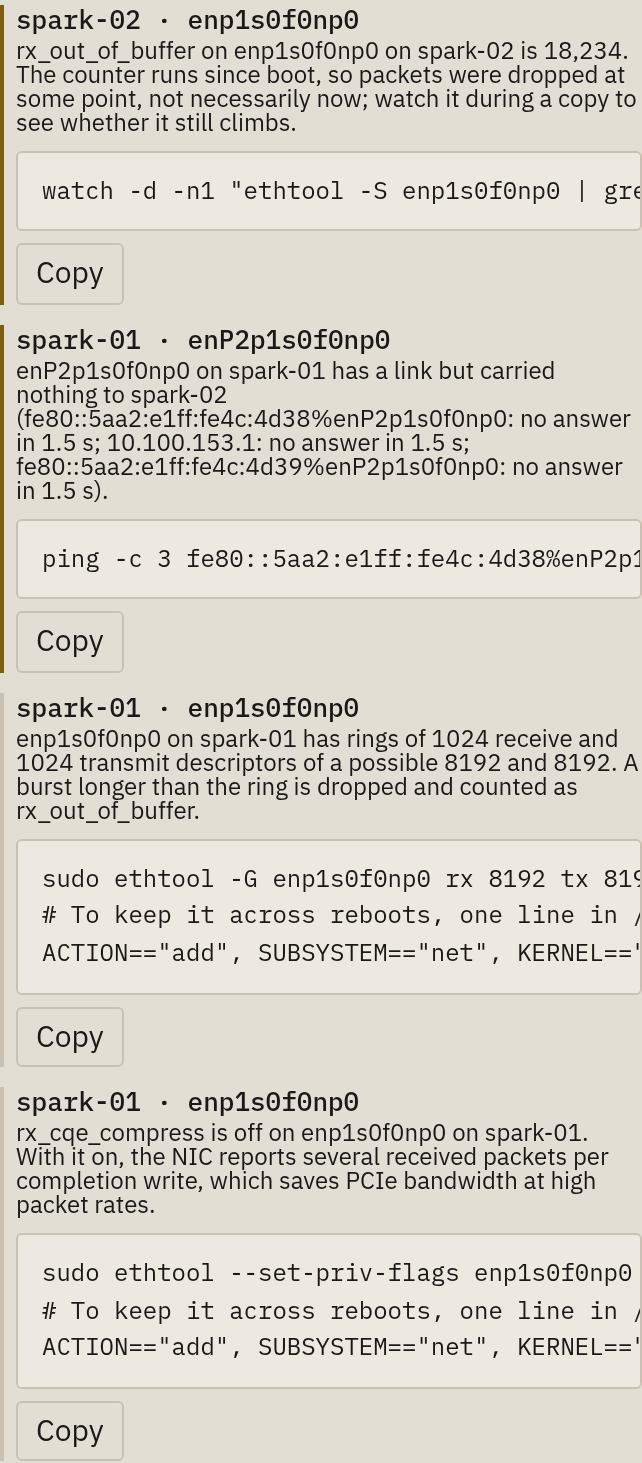 spark-02 · enp1s0f0np0
rx_out_of_buffer on enp1s0f0np0 on spark-02 is 18,234.
The counter runs since boot, so packets were dropped at
some point, not necessarily now; watch it during a copy to
see whether it still climbs.
watch -d -n1 "ethtool -S enp1s0f0np0 | gre
Copy
spark-01 · enP2p1s0f0np0
enP2p1s0f0np0 on spark-01 has a link but carried
nothing to spark-02
(fe80::5aa2:e1ff:fe4c:4d38%enP2p1s0f0np0: no answer
in 1.5 s; 10.100.153.1: no answer in 1.5 s;
fe80::5aa2:e1ff:fe4c:4d39%enP2p1s0f0np0: no answer
in 1.5 s).
ping -c 3 fe80::5aa2:e1ff:fe4c:4d38%enP2p1
Copy
spark-01 · enp1s0f0np0
enp1s0f0np0 on spark-01 has rings of 1024 receive and
1024 transmit descriptors of a possible 8192 and 8192. A
burst longer than the ring is dropped and counted as
rx_out_of_buffer.
sudo ethtool -G enp1s0f0np0 rx 8192 tx 819
# To keep it across reboots, one line in /
ACTION=="add", SUBSYSTEM=="net", KERNEL=="
Copy
spark-01 · enp1s0f0np0
rx_cqe_compress is off on enp1s0f0np0 on spark-01.
With it on, the NIC reports several received packets per
completion write, which saves PCIe bandwidth at high
packet rates.
sudo ethtool --set-priv-flags enp1s0f0np0
# To keep it across reboots, one line in /
ACTION=="add", SUBSYSTEM=="net", KERNEL=="
Copy